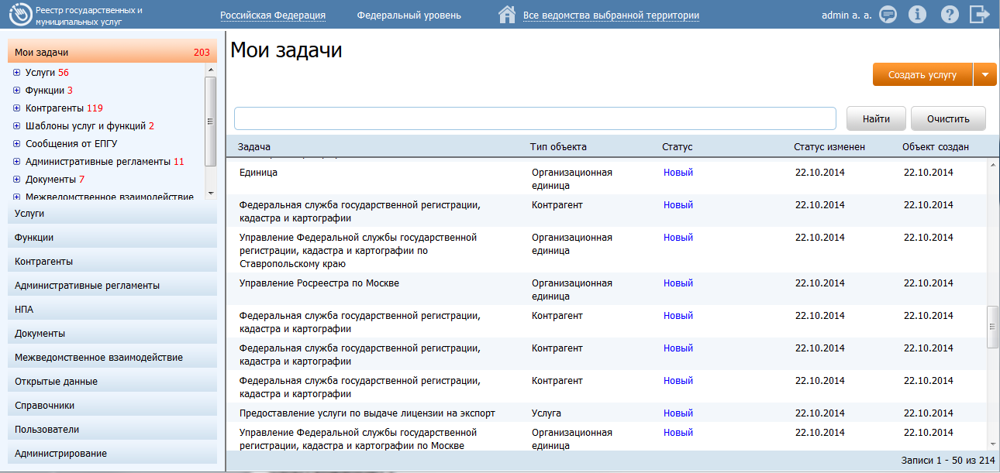 Реестр государственных и
муниципальных услуг
Российская Федерация
Федеральный уровень
Все ведомства выбранной территории
admin a. a.
Мои задачи 203
Услуги 56
Функции 3
Контрагенты 119
Шаблоны услуг и функций 2
Сообщения от ЕПГУ
Административные регламенты 11
Документы 7
Межведомственное взаимодействие
Услуги
Функции
Контрагенты
Административные регламенты
НПА
Документы
Межведомственное взаимодействие
Открытые данные
Справочники
Пользователи
Администрирование
Мои задачи
Создать услугу
Найти
Очистить
Задача Тип объекта Статус Статус изменен Объект создан
Единица Организационная Новый 22.10.2014 22.10.2014
единица
Федеральная служба государственной регистрации, Контрагент Новый 22.10.2014 22.10.2014
кадастра и картографии
Управление Федеральной службы государственной Организационная Новый 22.10.2014 22.10.2014
регистрации, кадастра и картографии по единица
Ставропольскому краю
Управление Росреестра по Москве Организационная Новый 22.10.2014 22.10.2014
единица
Федеральная служба государственной регистрации, Контрагент Новый 22.10.2014 22.10.2014
кадастра и картографии
Федеральная служба государственной регистрации, Контрагент Новый 22.10.2014 22.10.2014
кадастра и картографии
Федеральная служба государственной регистрации, Контрагент Новый 22.10.2014 22.10.2014
кадастра и картографии
Предоставление услуги по выдаче лицензии на экспорт Услуга Новый 22.10.2014 22.10.2014
Управление Федеральной службы государственной Организационная Новый 22.10.2014 22.10.2014
регистрации, кадастра и картографии по Москве единица
Записи 1 - 50 из 214